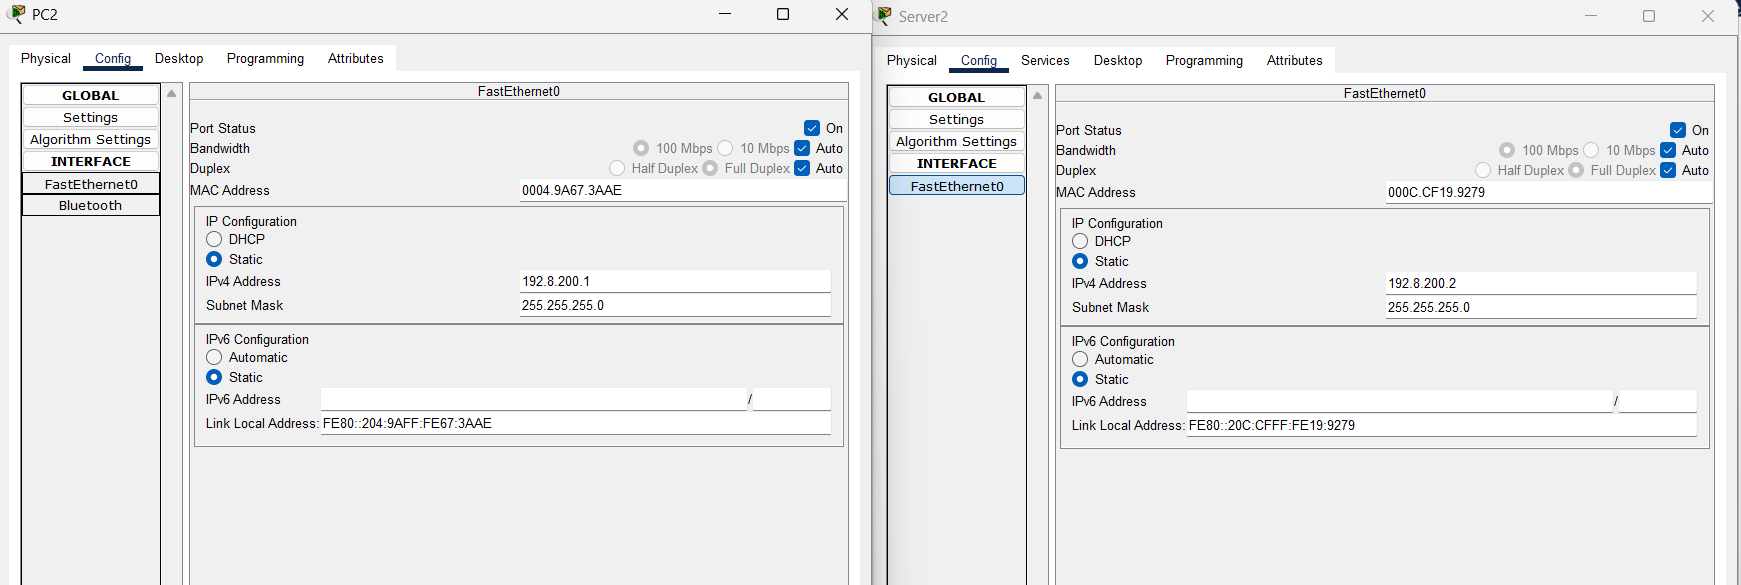 PC2
Physical Config Desktop Programming Attributes
GLOBAL
Settings
Algorithm Settings
INTERFACE
FastEthernet0
Bluetooth
FastEthernet0
Port Status On
Bandwidth 100 Mbps 10 Mbps Auto
Duplex Half Duplex Full Duplex Auto
MAC Address 0004.9A67.3AAE
IP Configuration
DHCP
Static
IPv4 Address 192.8.200.1
Subnet Mask 255.255.255.0
IPv6 Configuration
Automatic
Static
IPv6 Address /
Link Local Address: FE80::204:9AFF:FE67:3AAE
Server2
Physical Config Services Desktop Programming Attributes
GLOBAL
Settings
Algorithm Settings
INTERFACE
FastEthernet0
FastEthernet0
Port Status On
Bandwidth 100 Mbps 10 Mbps Auto
Duplex Half Duplex Full Duplex Auto
MAC Address 000C.CF19.9279
IP Configuration
DHCP
Static
IPv4 Address 192.8.200.2
Subnet Mask 255.255.255.0
IPv6 Configuration
Automatic
Static
IPv6 Address /
Link Local Address: FE80::20C:CFFF:FE19:9279